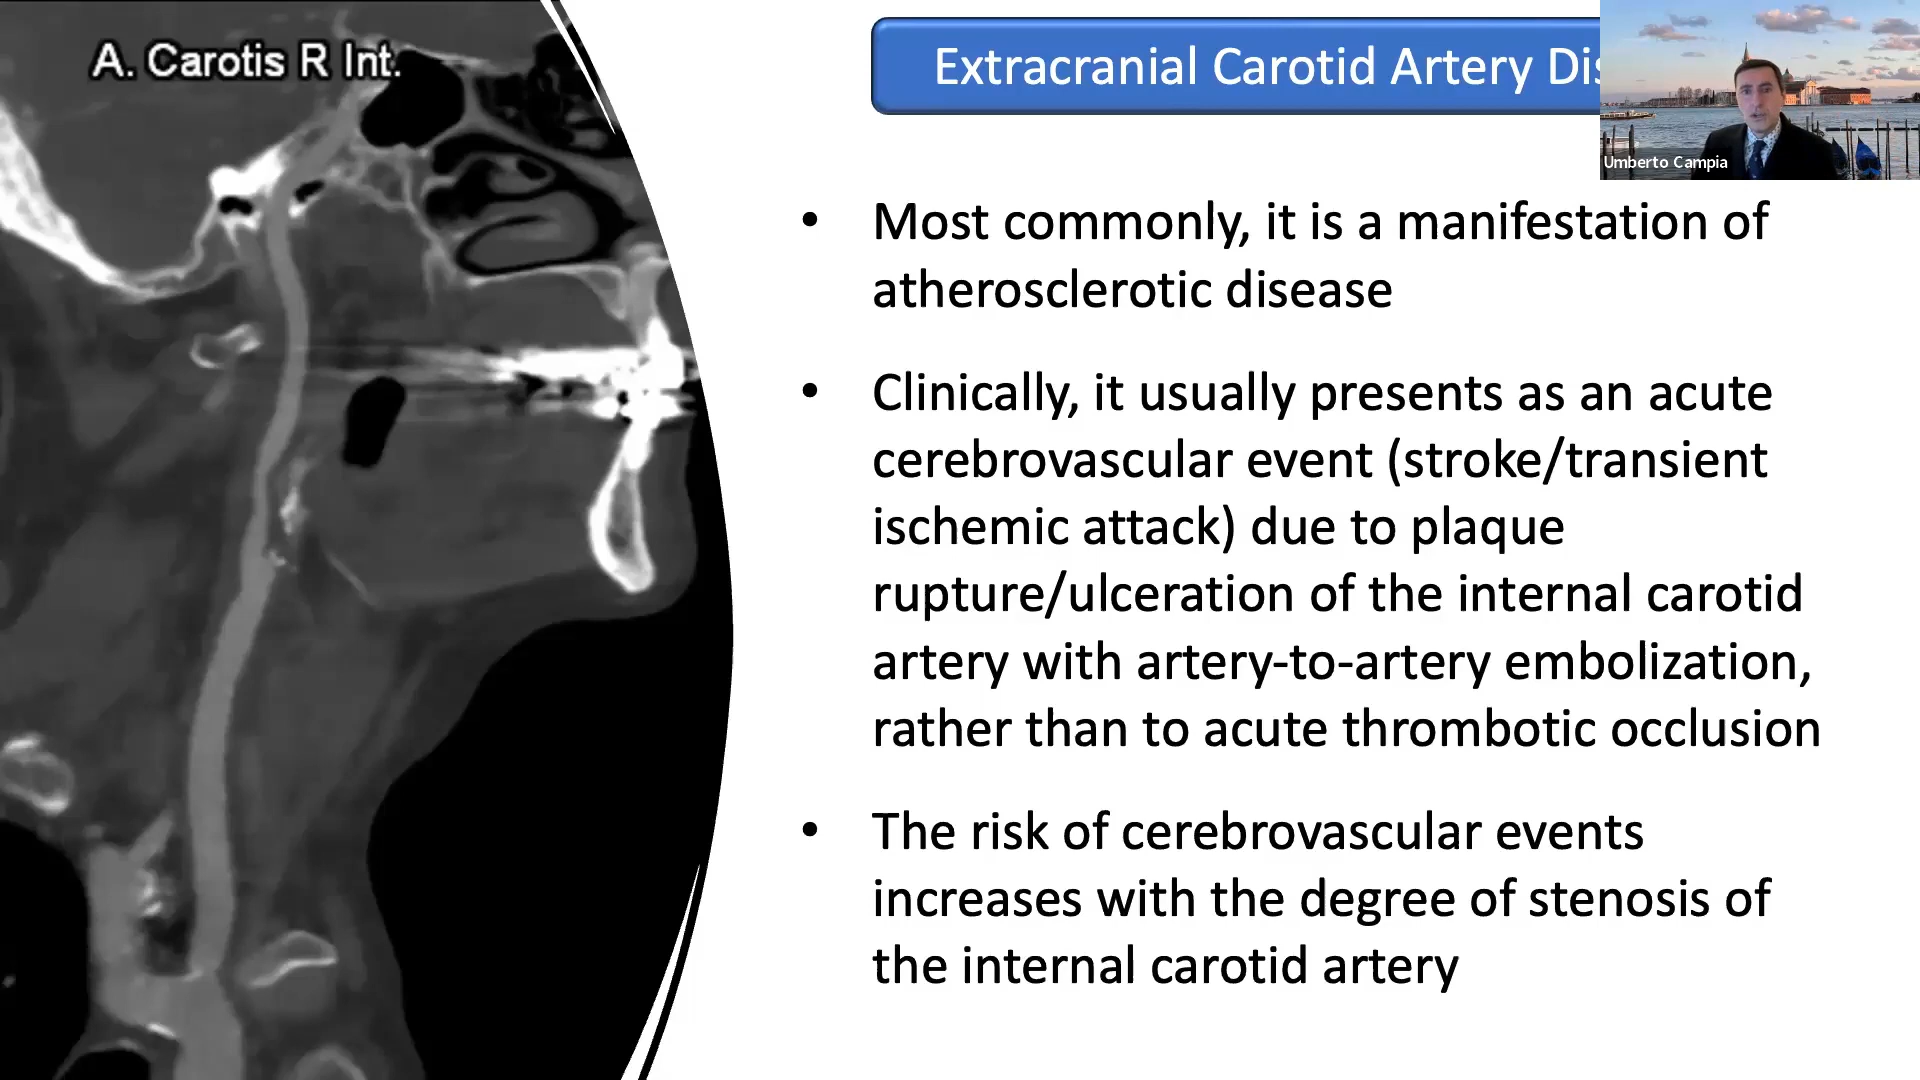 A. Carotis R Int.
Extracranial Carotid Artery
Umberto Campia
• Most commonly, it is a manifestation of
atherosclerotic disease
• Clinically, it usually presents as an acute
cerebrovascular event (stroke/transient
ischemic attack) due to plaque
rupture/ulceration of the internal carotid
artery with artery-to-artery embolization,
rather than to acute thrombotic occlusion
• The risk of cerebrovascular events
increases with the degree of stenosis of
the internal carotid artery